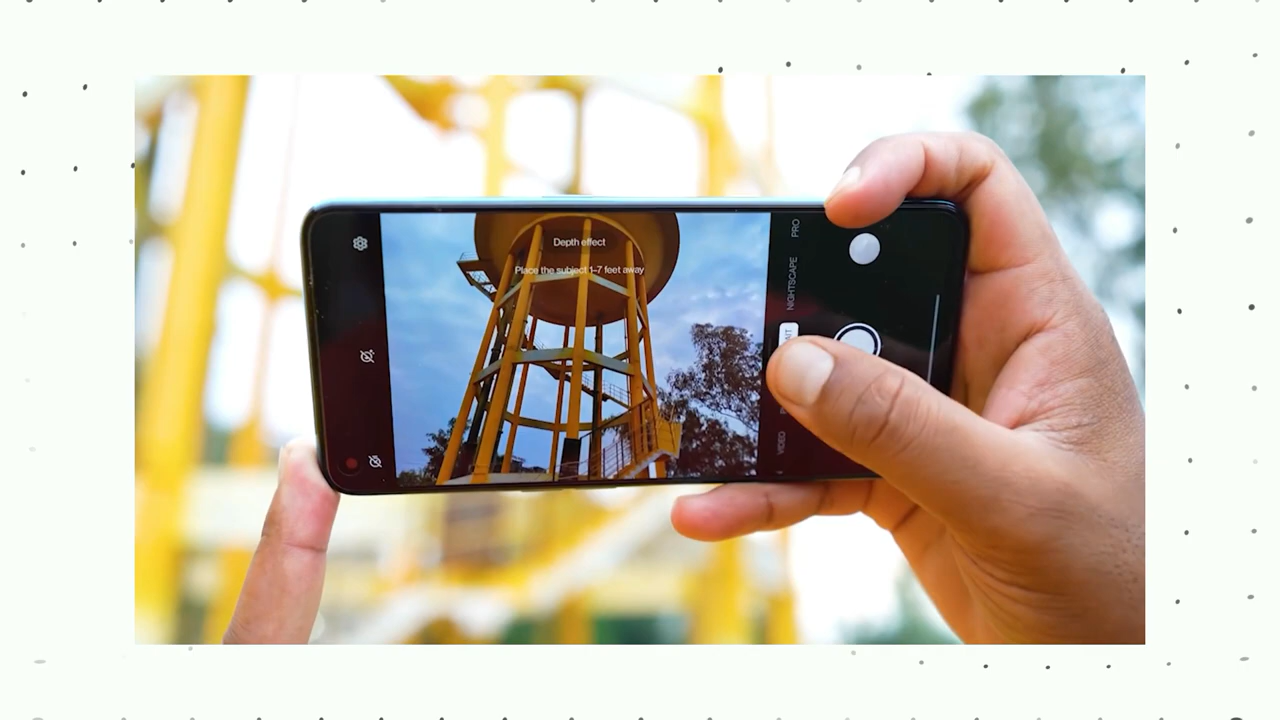 Depth effect
Place the subject 1-7 feet away
PRO
NIGHTSCAPE
VIDEO